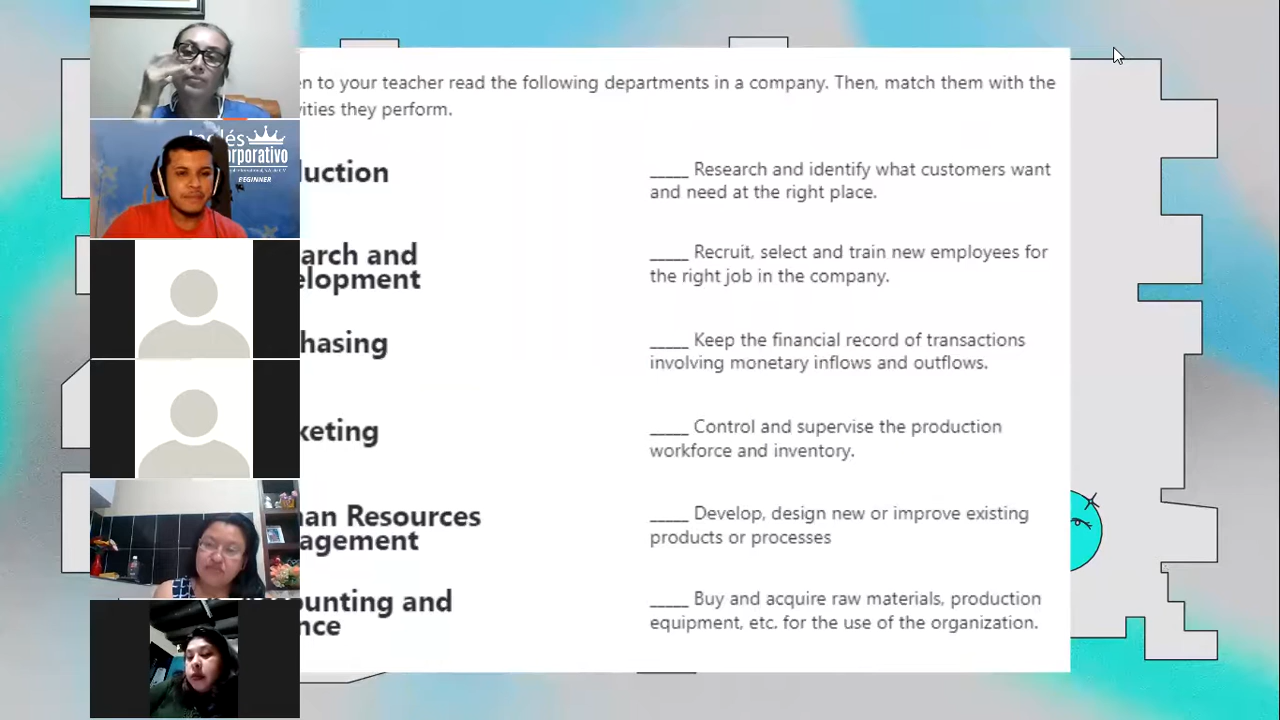 en to your teacher read the following departments in a company. Then, match them with the
vities they perform.
uction
_____ Research and identify what customers want
and need at the right place.
arch and
elopment
_____ Recruit, select and train new employees for
the right job in the company.
hasing
_____ Keep the financial record of transactions
involving monetary inflows and outflows.
keting
_____ Control and supervise the production
workforce and inventory.
an Resources
agement
_____ Develop, design new or improve existing
products or processes
ounting and
nce
_____ Buy and acquire raw materials, production
equipment, etc. for the use of the organization.
BEGINNER